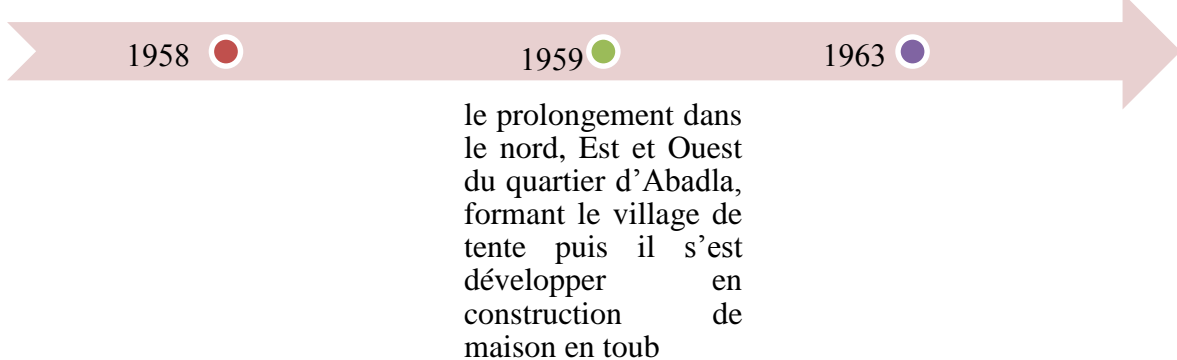 1958
1959
1963
le prolongement dans
le nord, Est et Ouest
du quartier d’Abadla,
formant le village de
tente puis il s’est
développer en
construction de
maison en toub